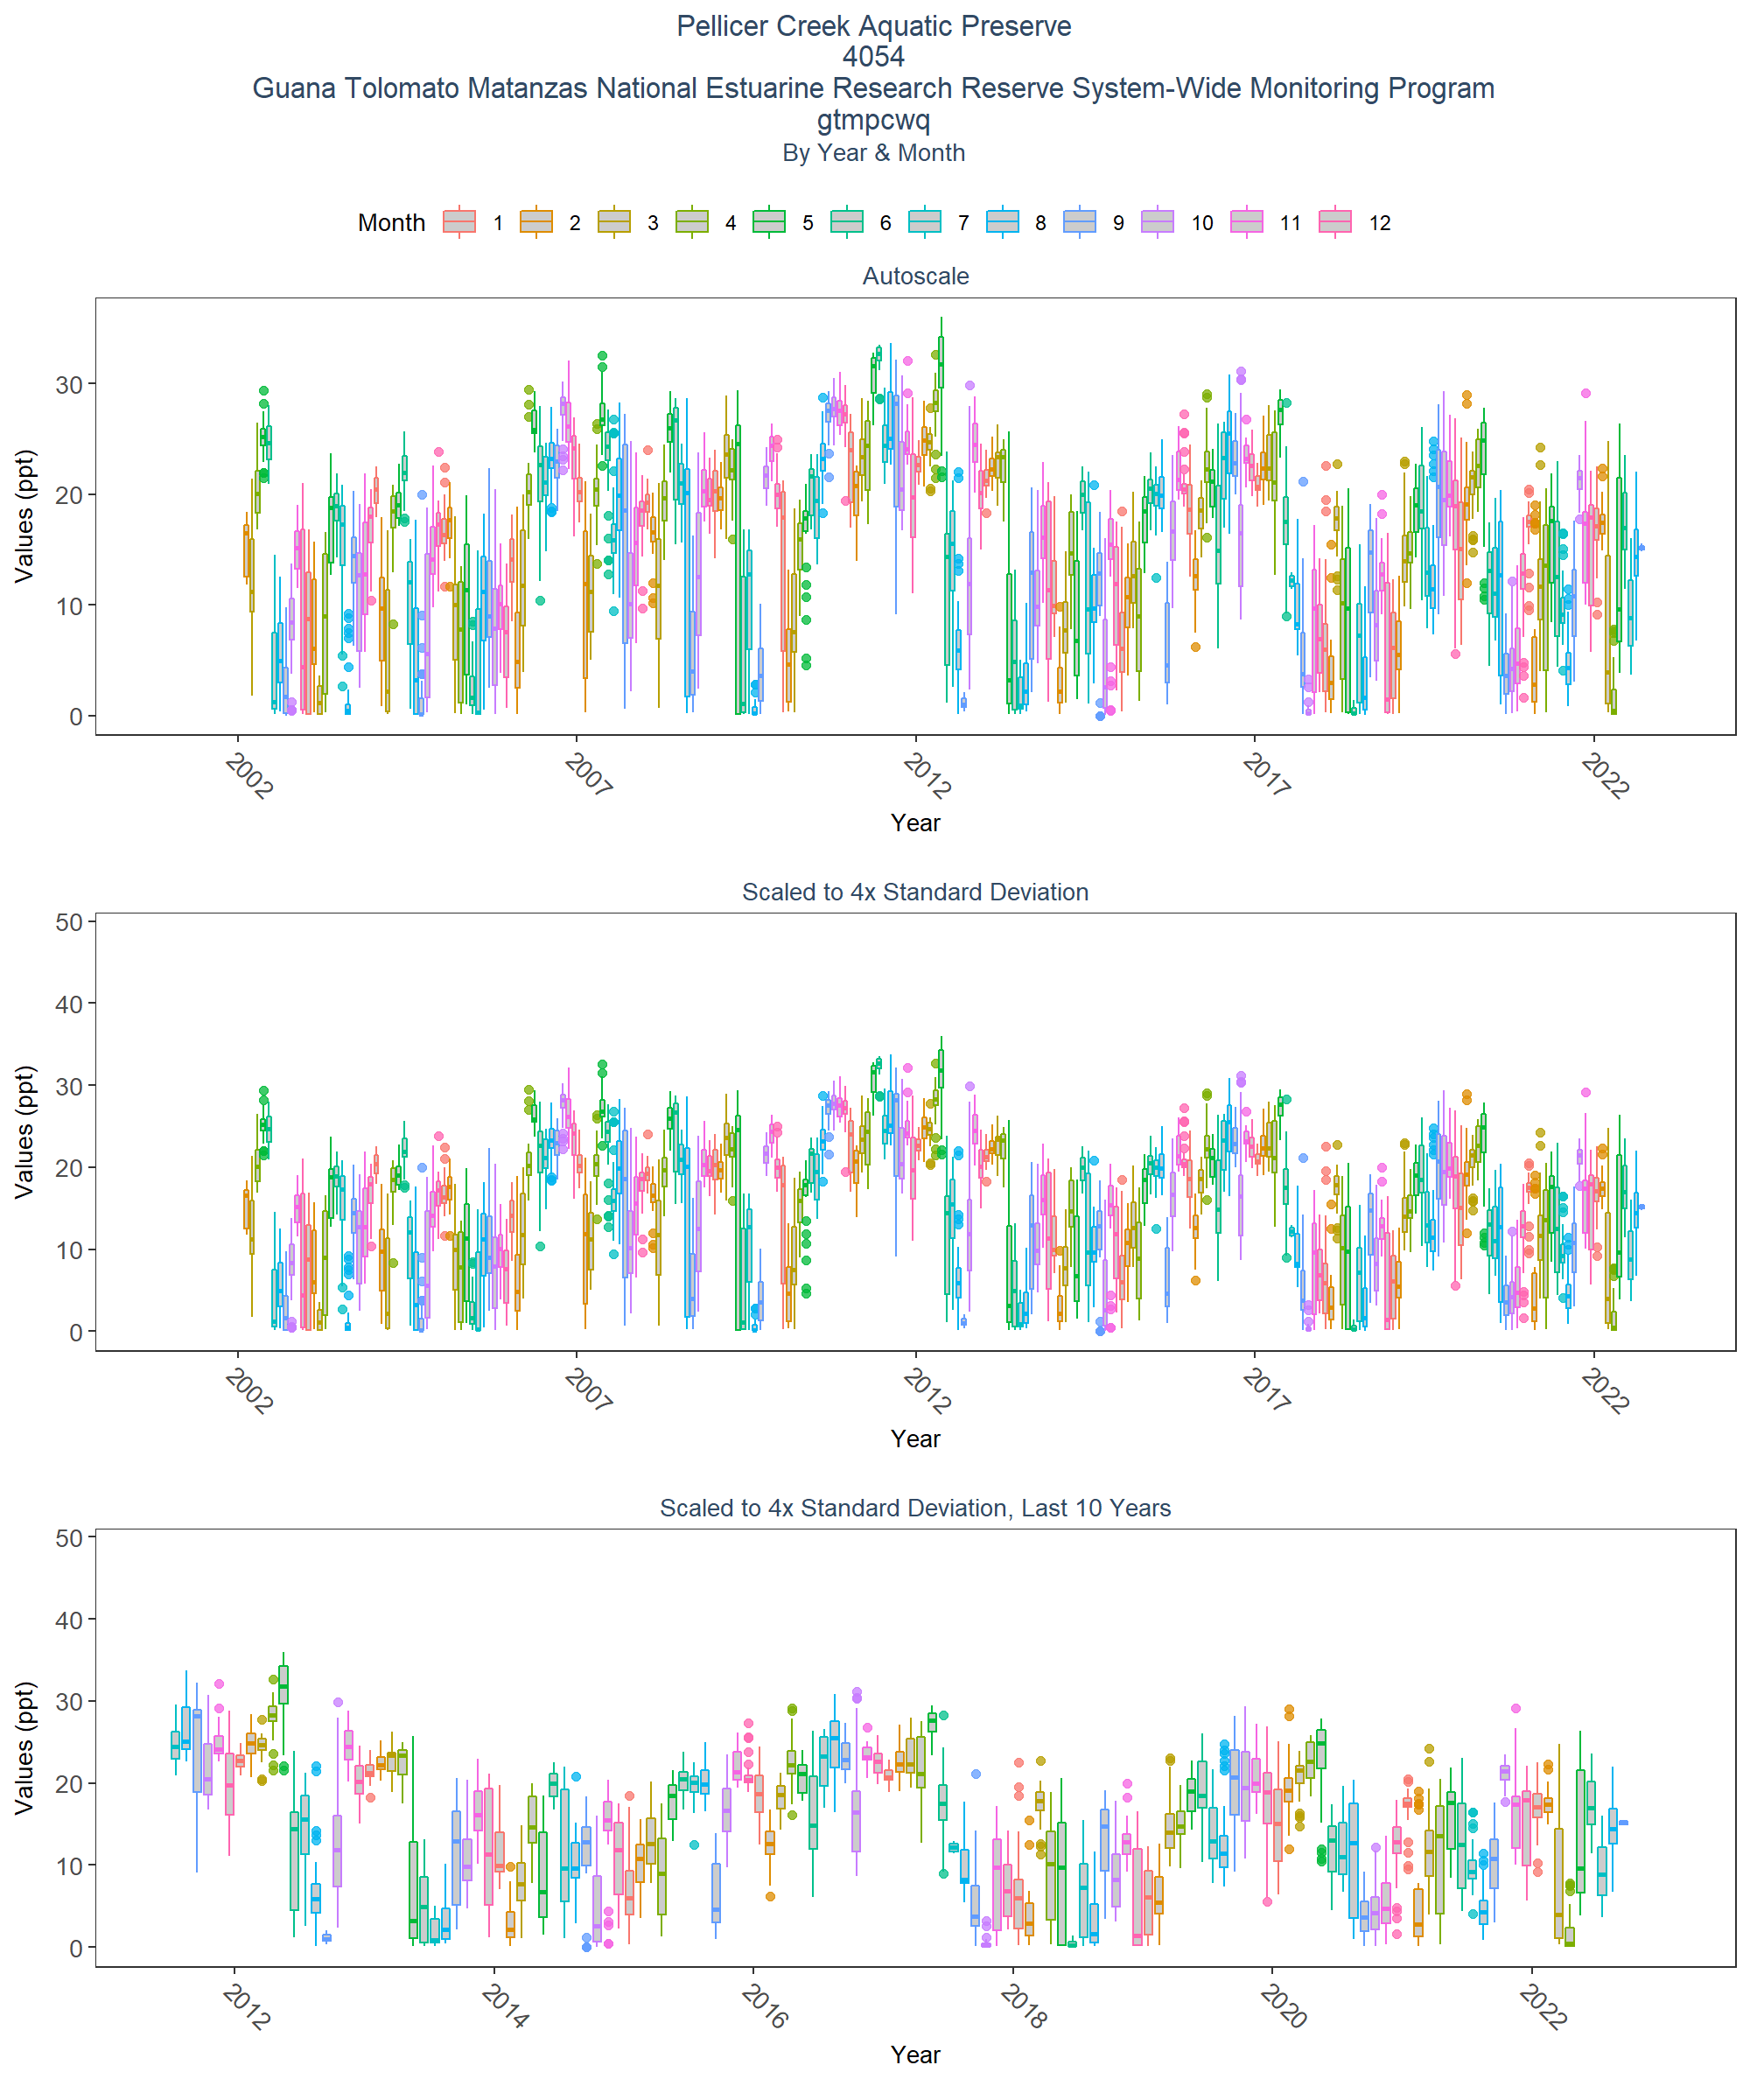 Pellicer Creek Aquatic Preserve
4054
Guana Tolomato Matanzas National Estuarine Research Reserve System-Wide Monitoring Program
gtmpcwq
By Year & Month
Month 1 2 3 4 5 6 7 8 9 10 11 12
Autoscale
Values (ppt)
30
20
10
0
2002 2007 2012 2017 2022
Year
Scaled to 4x Standard Deviation
Values (ppt)
50
40
30
20
10
0
2002 2007 2012 2017 2022
Year
Scaled to 4x Standard Deviation, Last 10 Years
Values (ppt)
50
40
30
20
10
0
2012 2014 2016 2018 2020 2022
Year